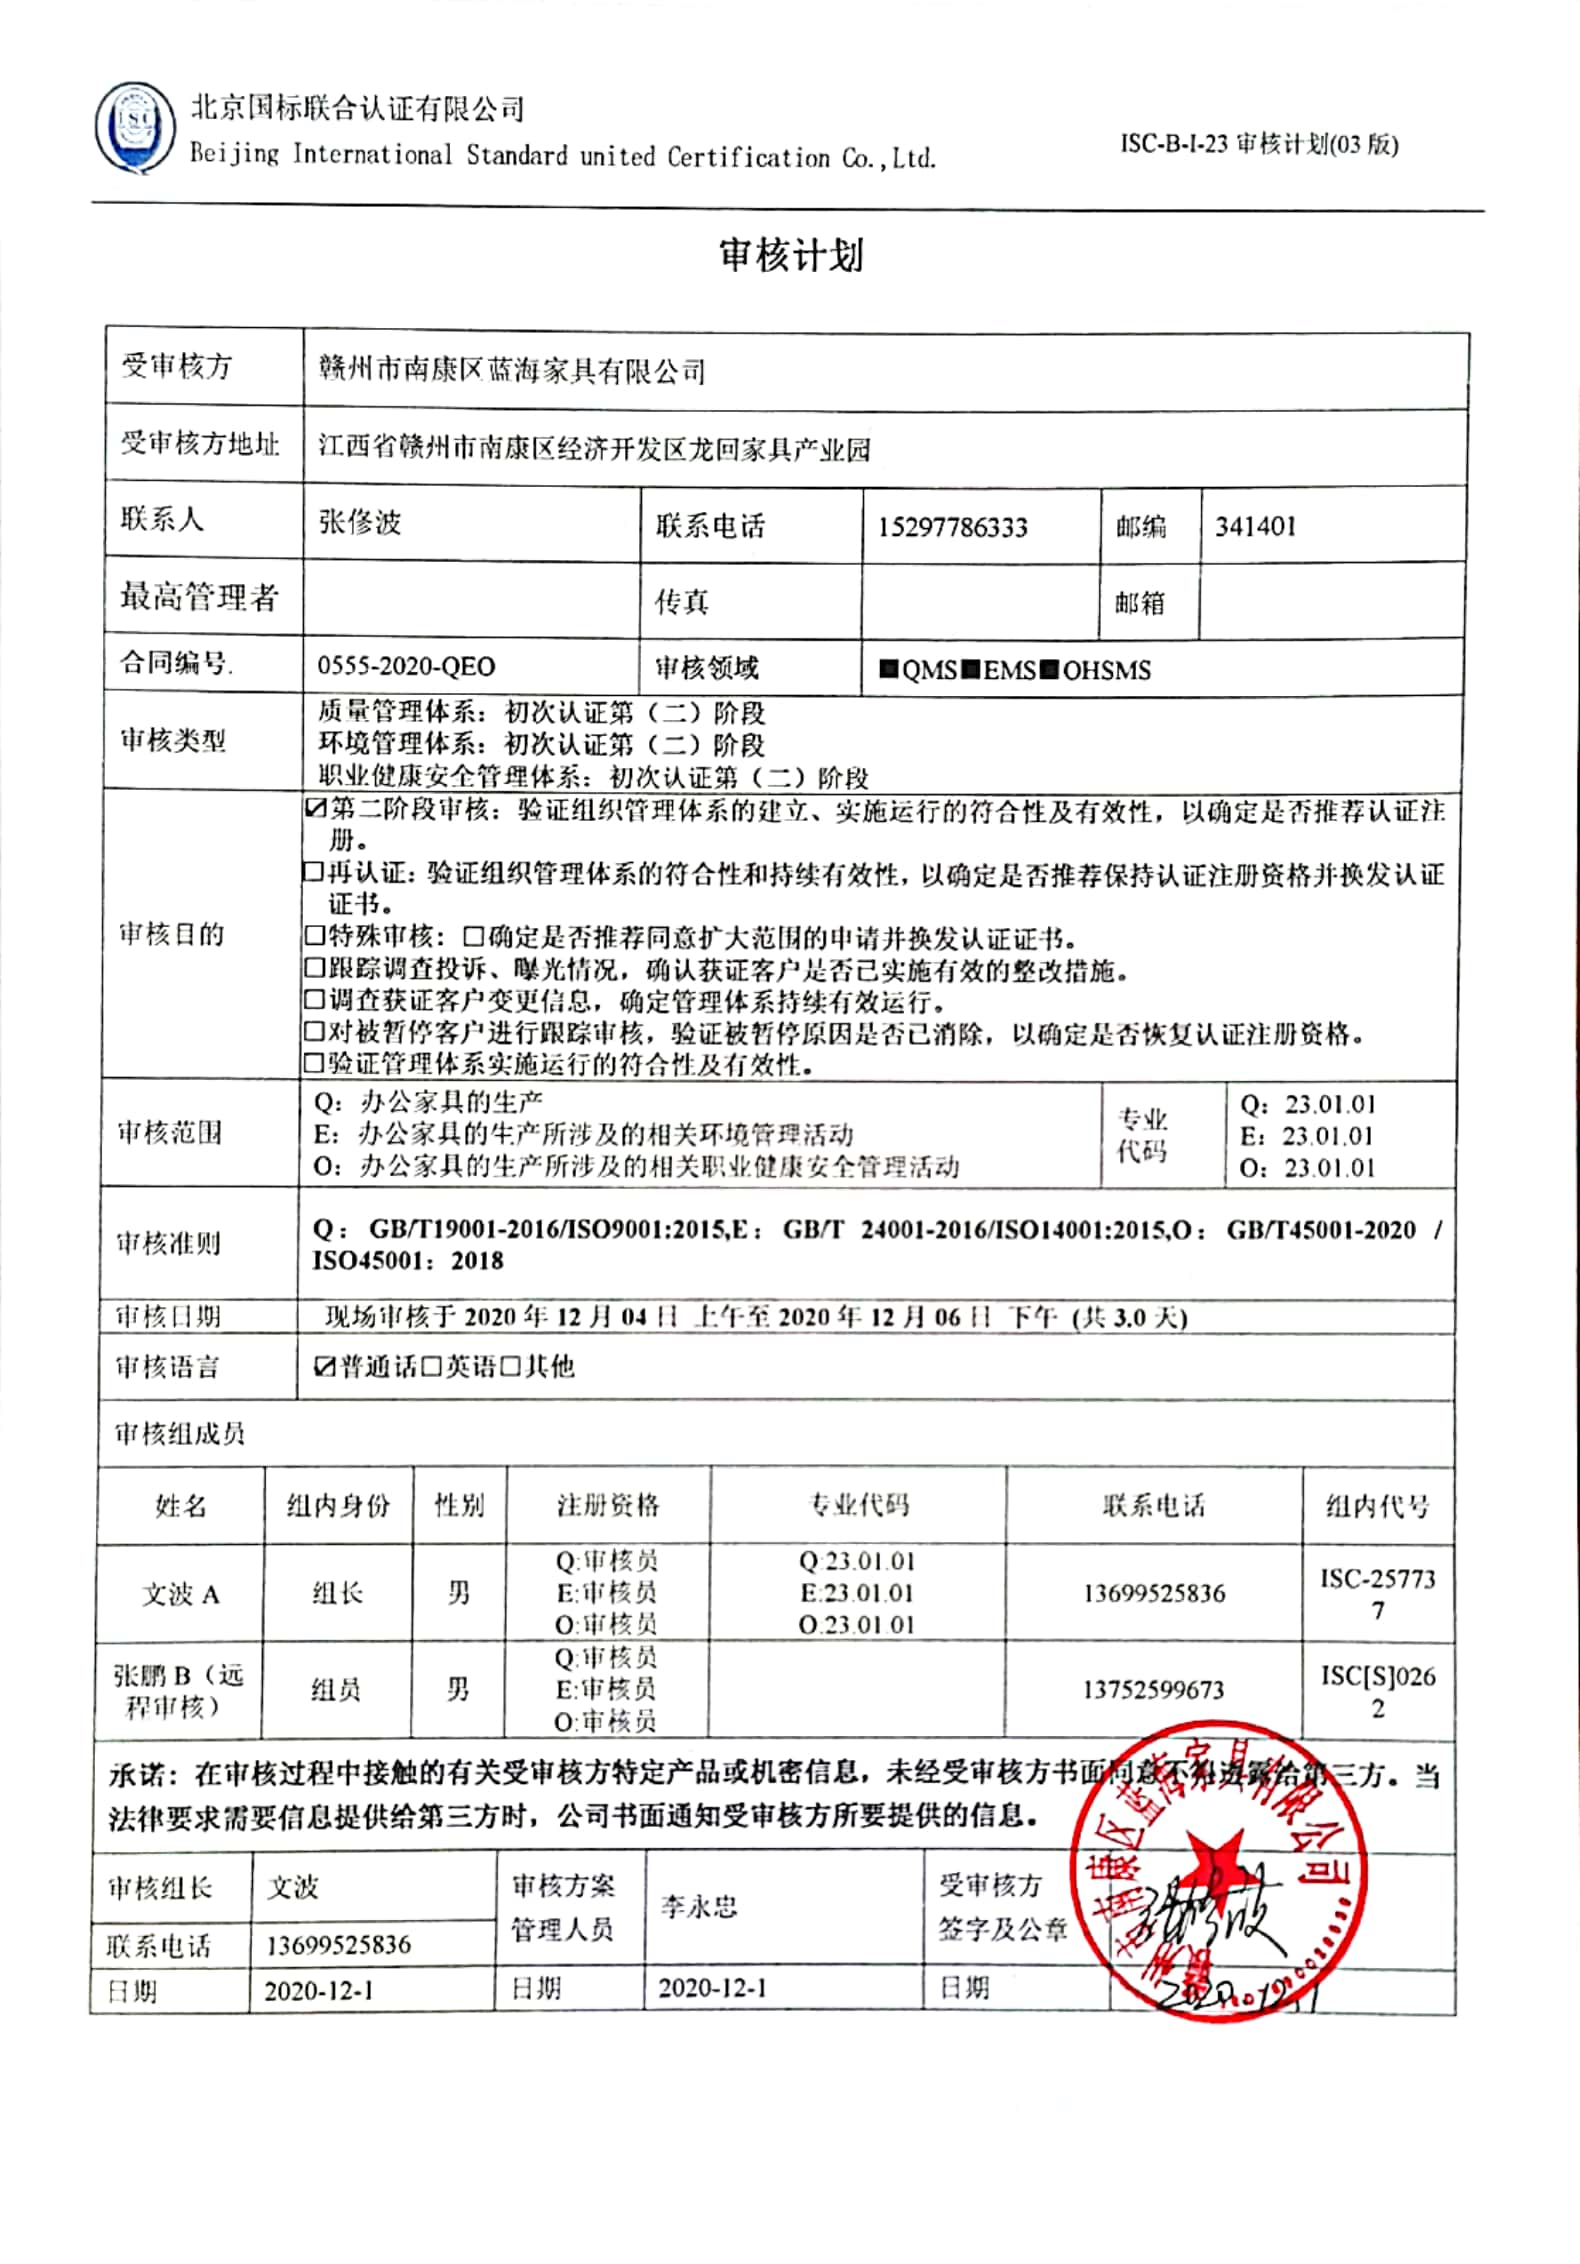 北京国标联合认证有限公司
Beijing International Standard united Certification Co.,Ltd.
ISC-B-I-23 审核计划(03 版)
审核计划
受审核方 赣州市南康区蓝海家具有限公司
受审核方地址 江西省赣州市南康区经济开发区龙回家具产业园
联系人 张修波 联系电话 15297786333 邮编 341401
最高管理者 传真 邮箱
合同编号. 0555-2020-QEO 审核领域 ■QMS■EMS■OHSMS
审核类型
质量管理体系：初次认证第（二）阶段
环境管理体系：初次认证第（二）阶段
职业健康安全管理体系：初次认证第（二）阶段
审核目的
☑第二阶段审核：验证组织管理体系的建立、实施运行的符合性及有效性，以确定是否推荐认证注
册。
□再认证：验证组织管理体系的符合性和持续有效性，以确定是否推荐保持认证注册资格并换发认证
证书。
□特殊审核：□确定是否推荐同意扩大范围的申请并换发认证证书。
□跟踪调查投诉、曝光情况，确认获证客户是否已实施有效的整改措施。
□调查获证客户变更信息，确定管理体系持续有效运行。
□对被暂停客户进行跟踪审核，验证被暂停原因是否已消除，以确定是否恢复认证注册资格。
□验证管理体系实施运行的符合性及有效性。
审核范围
Q：办公家具的生产
E：办公家具的生产所涉及的相关环境管理活动
O：办公家具的生产所涉及的相关职业健康安全管理活动
专业
代码
Q：23.01.01
E：23.01.01
O：23.01.01
审核准则
Q：GB/T19001-2016/ISO9001:2015,E：GB/T 24001-2016/ISO14001:2015,O：GB/T45001-2020 /
ISO45001：2018
审核日期 现场审核于 2020 年 12 月 04 日 上午至 2020 年 12 月 06 日 下午 (共 3.0 天)
审核语言 ☑普通话□英语□其他
审核组成员
姓名 组内身份 性别 注册资格 专业代码 联系电话 组内代号
文波 A 组长 男
Q:审核员
E:审核员
O:审核员
Q:23.01.01
E:23.01.01
O:23.01.01
13699525836
ISC-25773
7
张鹏 B（远
程审核）
组员 男
Q:审核员
E:审核员
O:审核员
13752599673
ISC[S]026
2
承诺：在审核过程中接触的有关受审核方特定产品或机密信息，未经受审核方书面同意不得透露给第三方。当
法律要求需要信息提供给第三方时，公司书面通知受审核方所要提供的信息。
审核组长 文波
审核方案
管理人员
李永忠
受审核方
签字及公章
张修波
赣州市南康区蓝海家具有限公司
联系电话 13699525836
日期 2020-12-1 日期 2020-12-1 日期 2020.12.1